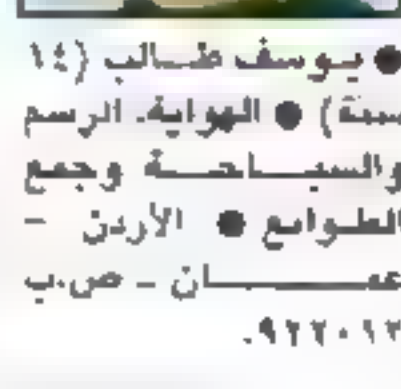 ● يوسف طالب (١٤
سنة) ● الهواية. الرسم
والسباحة وجمع
الطوابع ● الأردن –
عمان – ص.ب
٩٢٢٠١٢.